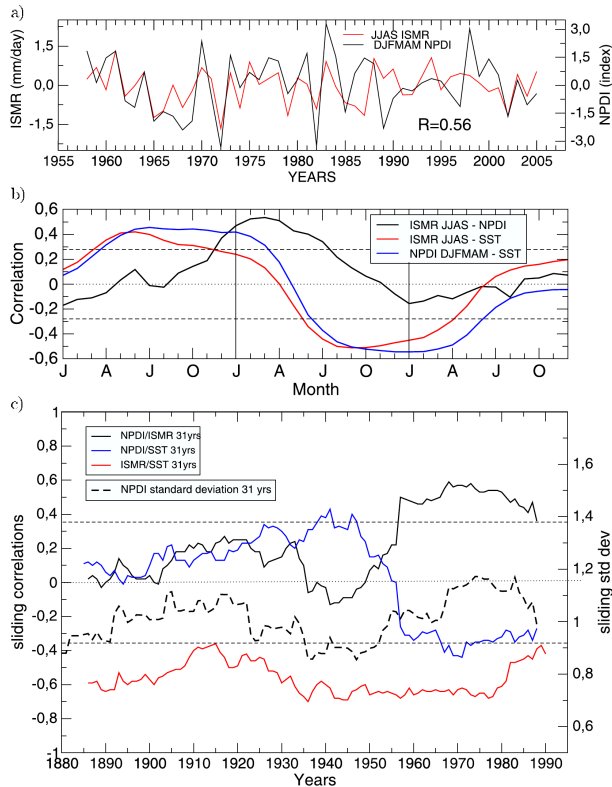 a)
JJAS ISMR
DJFMAM NPDI
ISMR (mm/day)
1,5
0,0
-1,5
3,0
1,5
0,0
-1,5
-3,0
NPDI (index)
R=0.56
1955 1960 1965 1970 1975 1980 1985 1990 1995 2000 2005
YEARS
b)
0,6
0,4
0,2
0
-0,2
-0,4
-0,6
Correlation
ISMR JJAS - NPDI
ISMR JJAS - SST
NPDI DJFMAM - SST
J A J O J A J O J A J O
Month
c)
1
0,8
0,6
0,4
0,2
0
-0,2
-0,4
-0,6
-0,8
-1
sliding correlations
NPDI/ISMR 31yrs
NPDI/SST 31yrs
ISMR/SST 31yrs
NPDI standard deviation 31 yrs
1,6
1,4
1,2
1
0,8
0,6
sliding std dev
1880 1890 1900 1910 1920 1930 1940 1950 1960 1970 1980 1990
Years